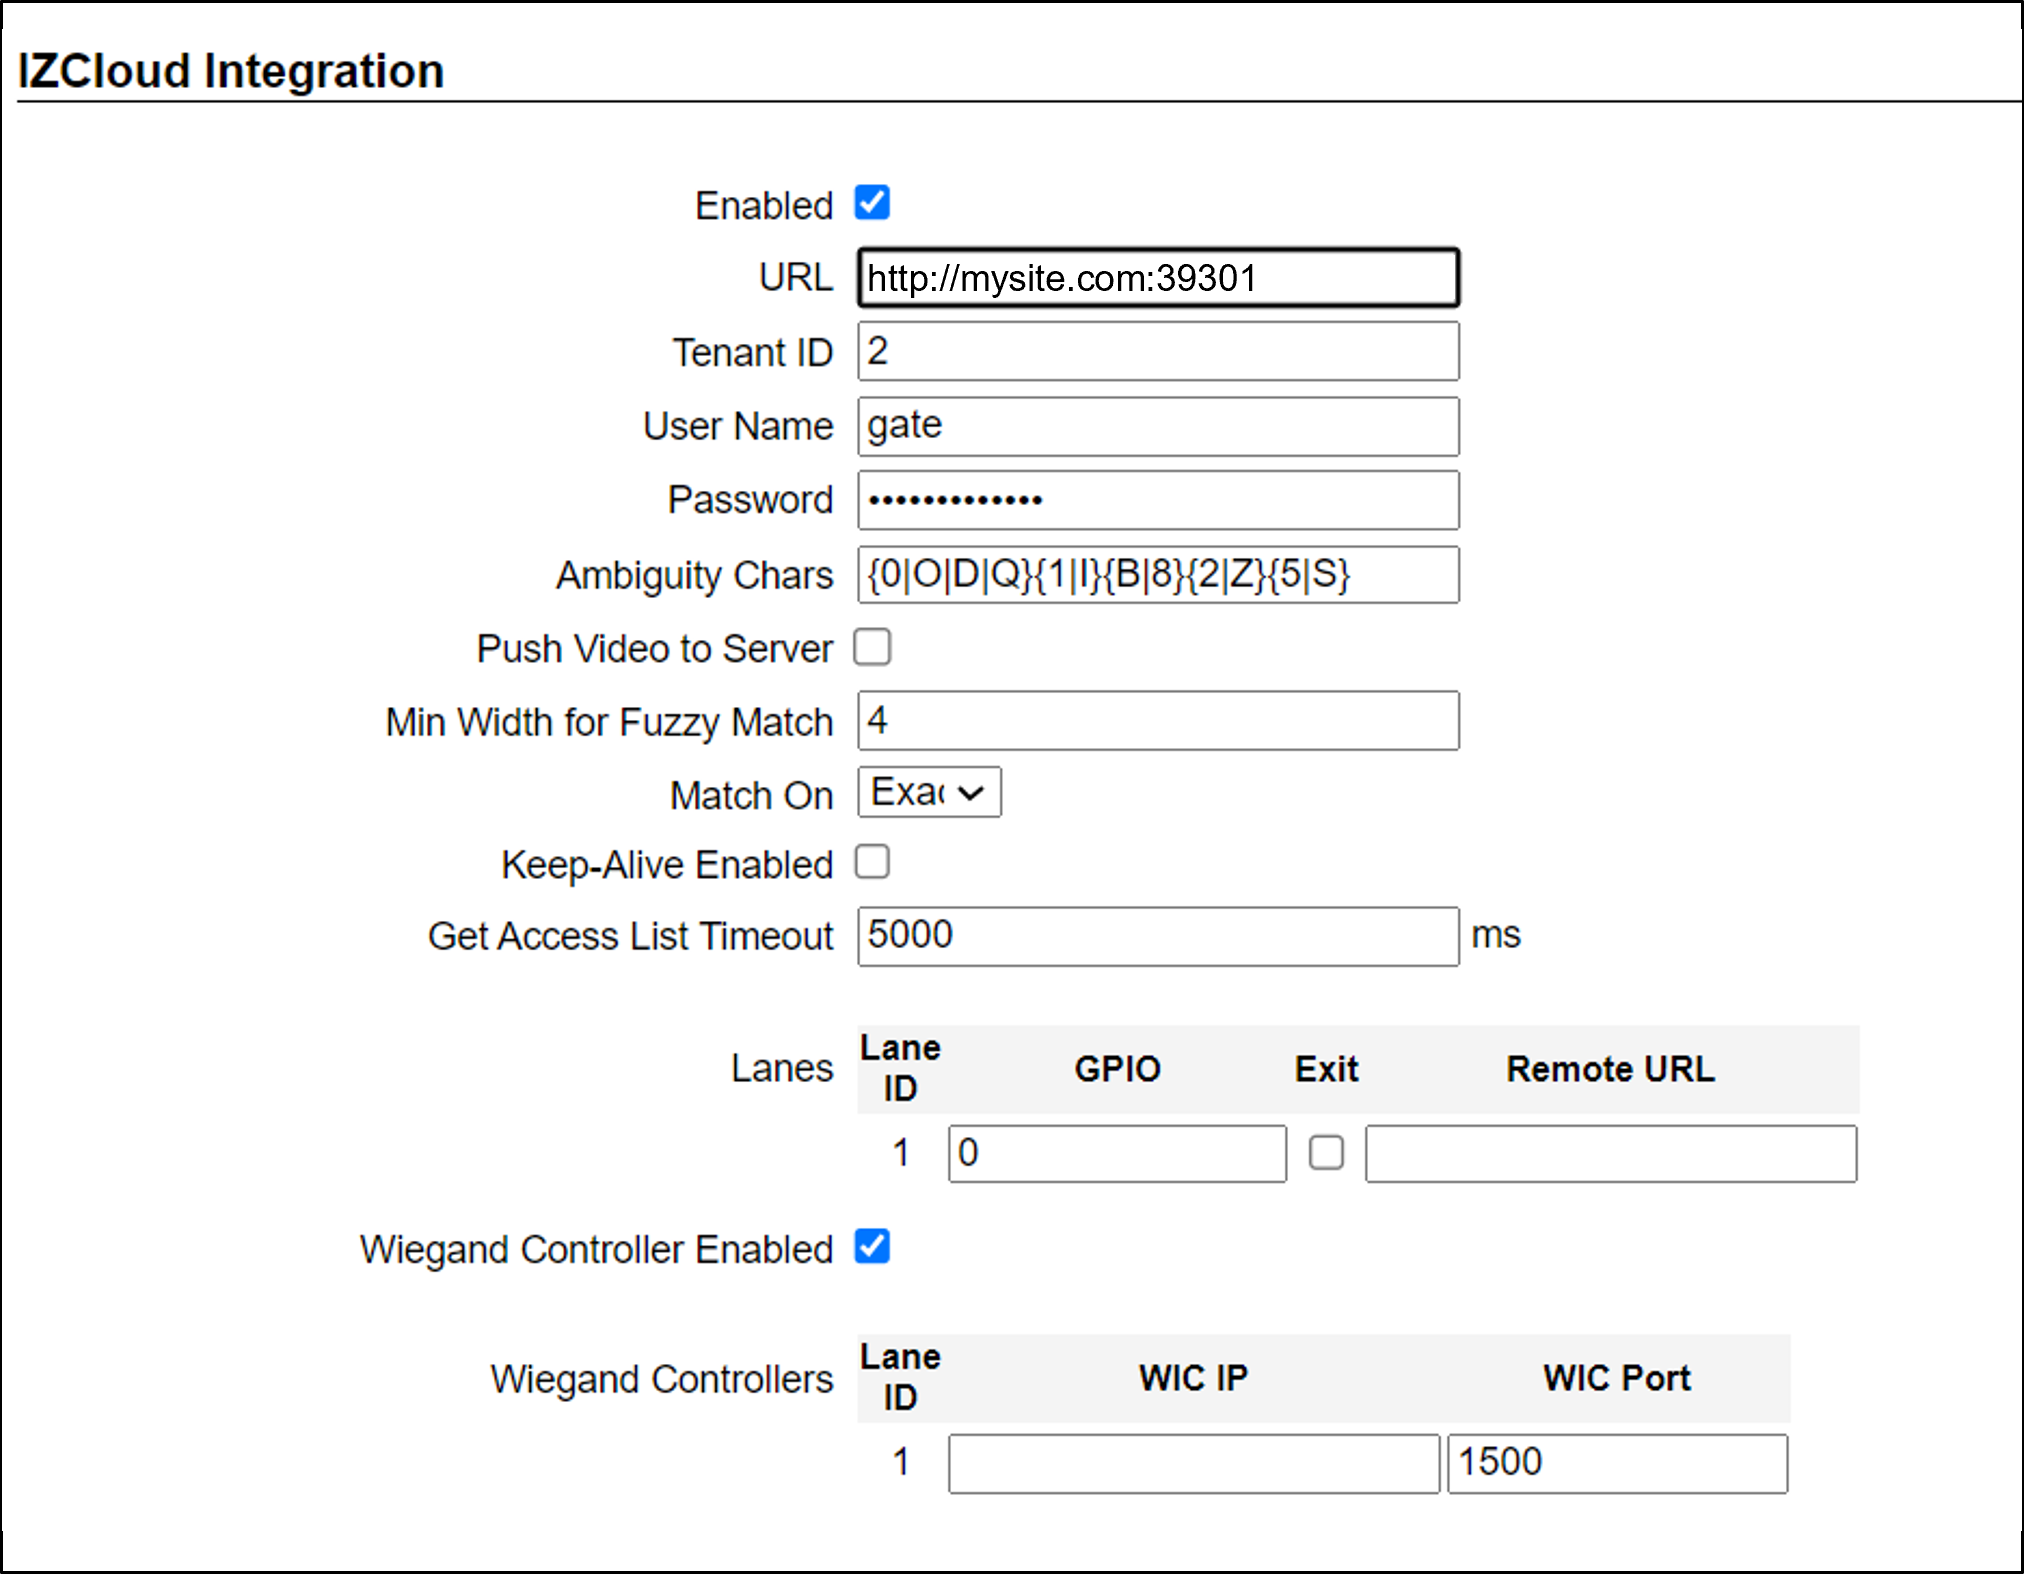 IZCloud Integration
Enabled
URL http://mysite.com:39301
Tenant ID 2
User Name gate
Password •••••••••••••
Ambiguity Chars {0|O|D|Q}{1|I}{B|8}{2|Z}{5|S}
Push Video to Server
Min Width for Fuzzy Match 4
Match On Exac
Keep-Alive Enabled
Get Access List Timeout 5000 ms
Lanes Lane ID GPIO Exit Remote URL
1 0
Wiegand Controller Enabled
Wiegand Controllers Lane ID WIC IP WIC Port
1 1500